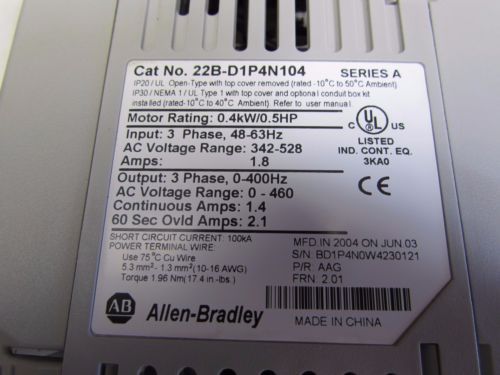 Cat No. 22B-D1P4N104 SERIES A
IP20 / UL Open-Type with top cover removed (rated -10°C to 50°C Ambient)
IP30 / NEMA 1 / UL Type 1 with top cover and optional conduit box kit
installed (rated -10°C to 40°C Ambient). Refer to user manual.
Motor Rating: 0.4kW/0.5HP
Input: 3 Phase, 48-63Hz
AC Voltage Range: 342-528
Amps: 1.8
Output: 3 Phase, 0-400Hz
AC Voltage Range: 0 - 460
Continuous Amps: 1.4
60 Sec Ovld Amps: 2.1
C UL US
LISTED
IND. CONT. EQ.
3KA0
CE
SHORT CIRCUIT CURRENT: 100kA
POWER TERMINAL WIRE:
Use 75°C Cu Wire
5.3 mm² - 1.3 mm² (10-16 AWG)
Torque 1.96 Nm (17.4 in -lbs.)
MFD IN 2004 ON JUN.03
S/N: BD1P4N0W4230121
P/R: AAG
FRN: 2.01
AB Allen-Bradley
MADE IN CHINA